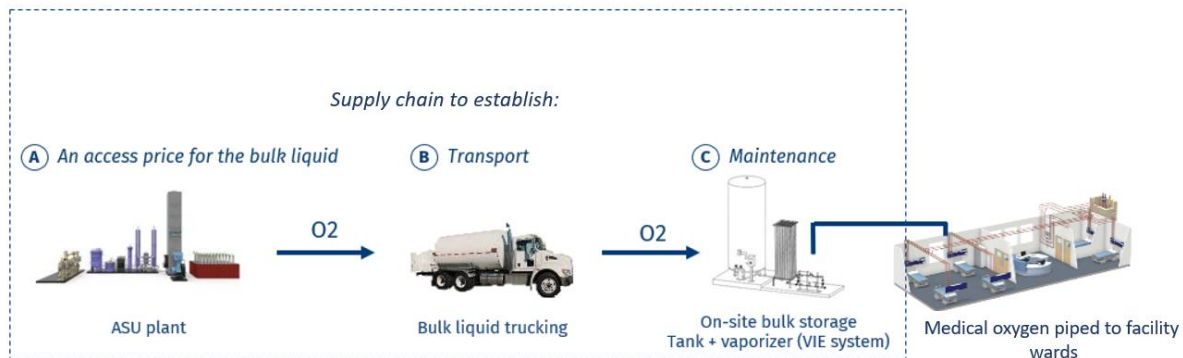 Supply chain to establish:
A An access price for the bulk liquid
B Transport
C Maintenance
O2
O2
ASU plant
Bulk liquid trucking
On-site bulk storage
Tank + vaporizer (VIE system)
Medical oxygen piped to facility
wards